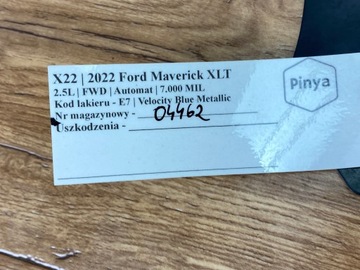 X22 | 2022 Ford Maverick XLT
2.5L | FWD | Automat | 7,000 MIL
Kod lakieru - E7 | Velocity Blue Metallic
Nr magazynowy - 04462
Uszkodzenia -
Pinya